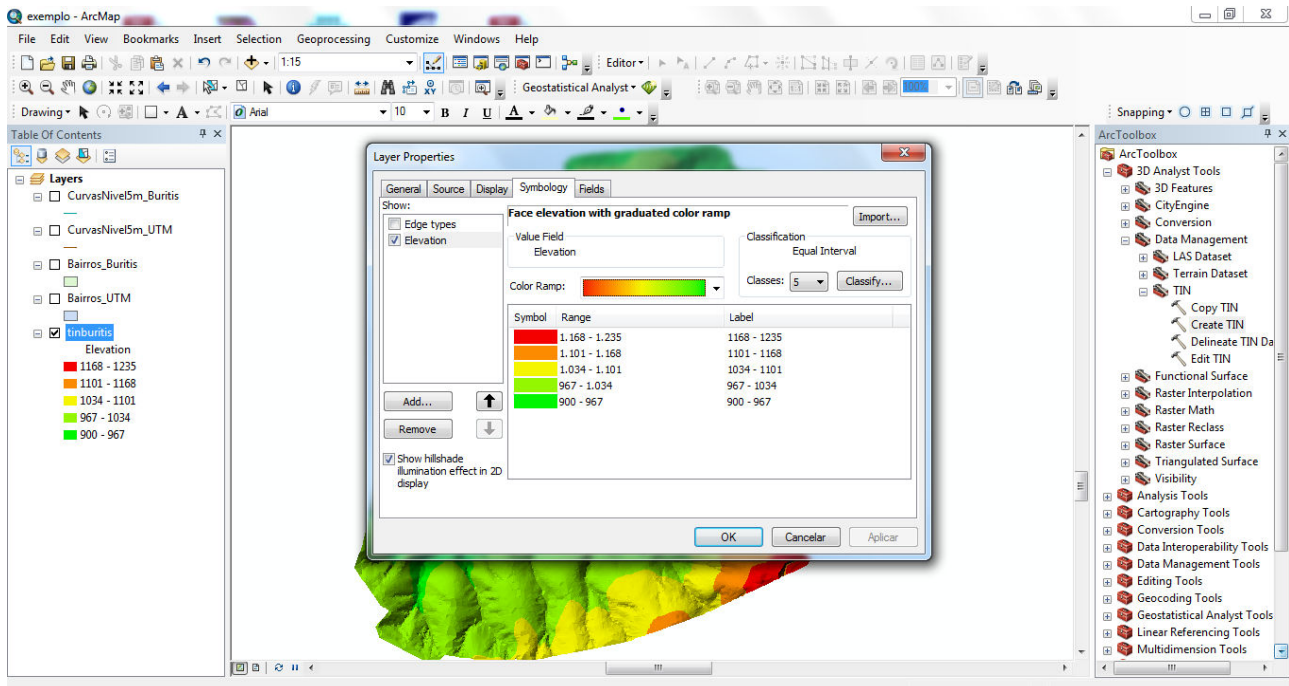 exemplo - ArcMap
File Edit View Bookmarks Insert Selection Geoprocessing Customize Windows Help
1:15 Editor
Geostatistical Analyst 100%
Drawing A Arial 10 B I U A Snapping
Table Of Contents
Layers
CurvasNivel5m_Buritis
CurvasNivel5m_UTM
Bairros_Buritis
Bairros_UTM
tinburitis
Elevation
1168 - 1235
1101 - 1168
1034 - 1101
967 - 1034
900 - 967
Layer Properties
General Source Display Symbology Fields
Show:
Edge types
Elevation
Add...
Remove
Show hillshade
illumination effect in 2D
display
Face elevation with graduated color ramp
Import...
Value Field
Elevation
Classification
Equal Interval
Color Ramp:
Classes: 5 Classify...
Symbol Range Label
1.168 - 1.235 1168 - 1235
1.101 - 1.168 1101 - 1168
1.034 - 1.101 1034 - 1101
967 - 1.034 967 - 1034
900 - 967 900 - 967
OK Cancelar Aplicar
ArcToolbox
ArcToolbox
3D Analyst Tools
3D Features
CityEngine
Conversion
Data Management
LAS Dataset
Terrain Dataset
TIN
Copy TIN
Create TIN
Delineate TIN Da
Edit TIN
Functional Surface
Raster Interpolation
Raster Math
Raster Reclass
Raster Surface
Triangulated Surface
Visibility
Analysis Tools
Cartography Tools
Conversion Tools
Data Interoperability Tools
Data Management Tools
Editing Tools
Geocoding Tools
Geostatistical Analyst Tools
Linear Referencing Tools
Multidimension Tools